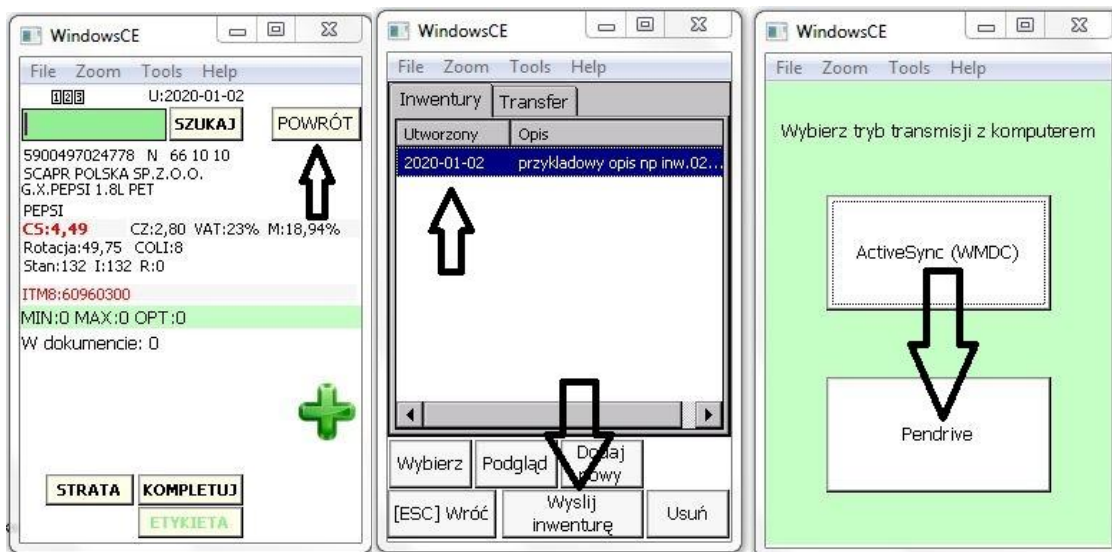 WindowsCE
File Zoom Tools Help
123 U:2020-01-02
SZUKAJ POWRÓT
5900497024778 N 66 10 10
SCAPR POLSKA SP.Z.O.O.
G.X.PEPSI 1.8L PET
PEPSI
C5:4,49 CZ:2,80 VAT:23% M:18,94%
Rotacja:49,75 COLI:8
Stan:132 I:132 R:0
ITM8:60960300
MIN:0 MAX:0 OPT:0
W dokumencie: 0
STRATA KOMPLETUJ
ETYKIETA
WindowsCE
File Zoom Tools Help
Inwentury Transfer
Utworzony Opis
2020-01-02 przykladowy opis np inw.02...
Wybierz Podgląd Dodaj nowy
[ESC] Wróć Wyslij inwenturę Usuń
WindowsCE
File Zoom Tools Help
Wybierz tryb transmisji z komputerem
ActiveSync (WMDC)
Pendrive